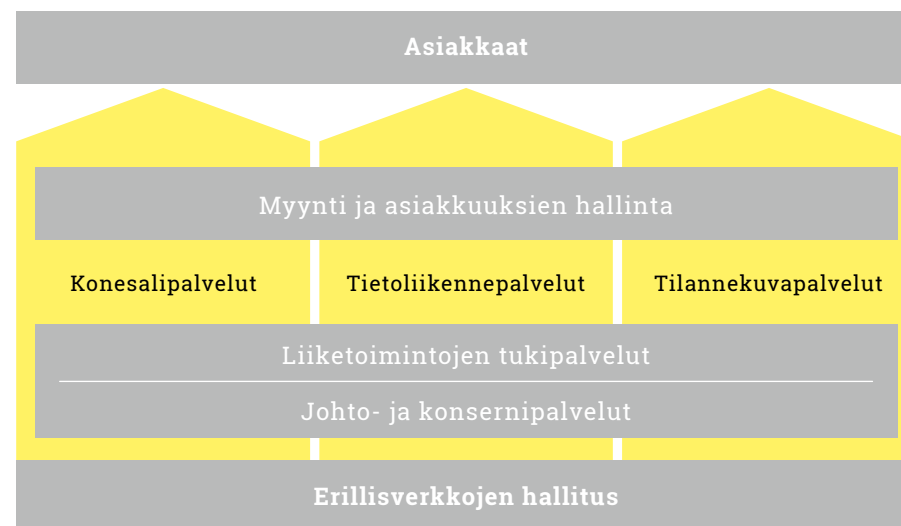 Asiakkaat
Myynti ja asiakkuuksien hallinta
Konesalipalvelut
Tietoliikennepalvelut
Tilannekuvapalvelut
Liiketoimintojen tukipalvelut
Johto- ja konsernipalvelut
Erillisverkkojen hallitus